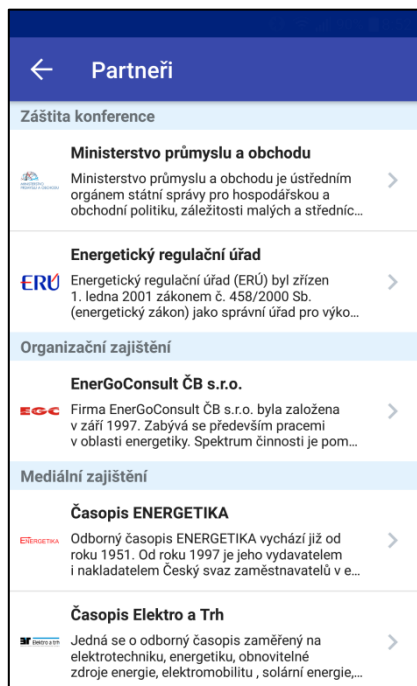 Partneři
Záštita konference
Ministerstvo průmyslu a obchodu
Ministerstvo průmyslu a obchodu je ústředním
orgánem státní správy pro hospodářskou a
obchodní politiku, záležitosti malých a středníc…
Energetický regulační úřad
ERÚ
Energetický regulační úřad (ERÚ) byl zřízen
1. ledna 2001 zákonem č. 458/2000 Sb.
(energetický zákon) jako správní úřad pro výko…
Organizační zajištění
EnerGoConsult ČB s.r.o.
EGC
Firma EnerGoConsult ČB s.r.o. byla založena
v září 1997. Zabývá se především pracemi
v oblasti energetiky. Spektrum činnosti je pom…
Mediální zajištění
Časopis ENERGETIKA
ENERGETIKA
Odborný časopis ENERGETIKA vychází již od
roku 1951. Od roku 1997 je jeho vydavatelem
i nakladatelem Český svaz zaměstnavatelů v e…
Časopis Elektro a Trh
Elektro a trh
Jedná se o odborný časopis zaměřený na
elektrotechniku, energetiku, obnovitelné
zdroje energie, elektromobilitu , solární energie,…